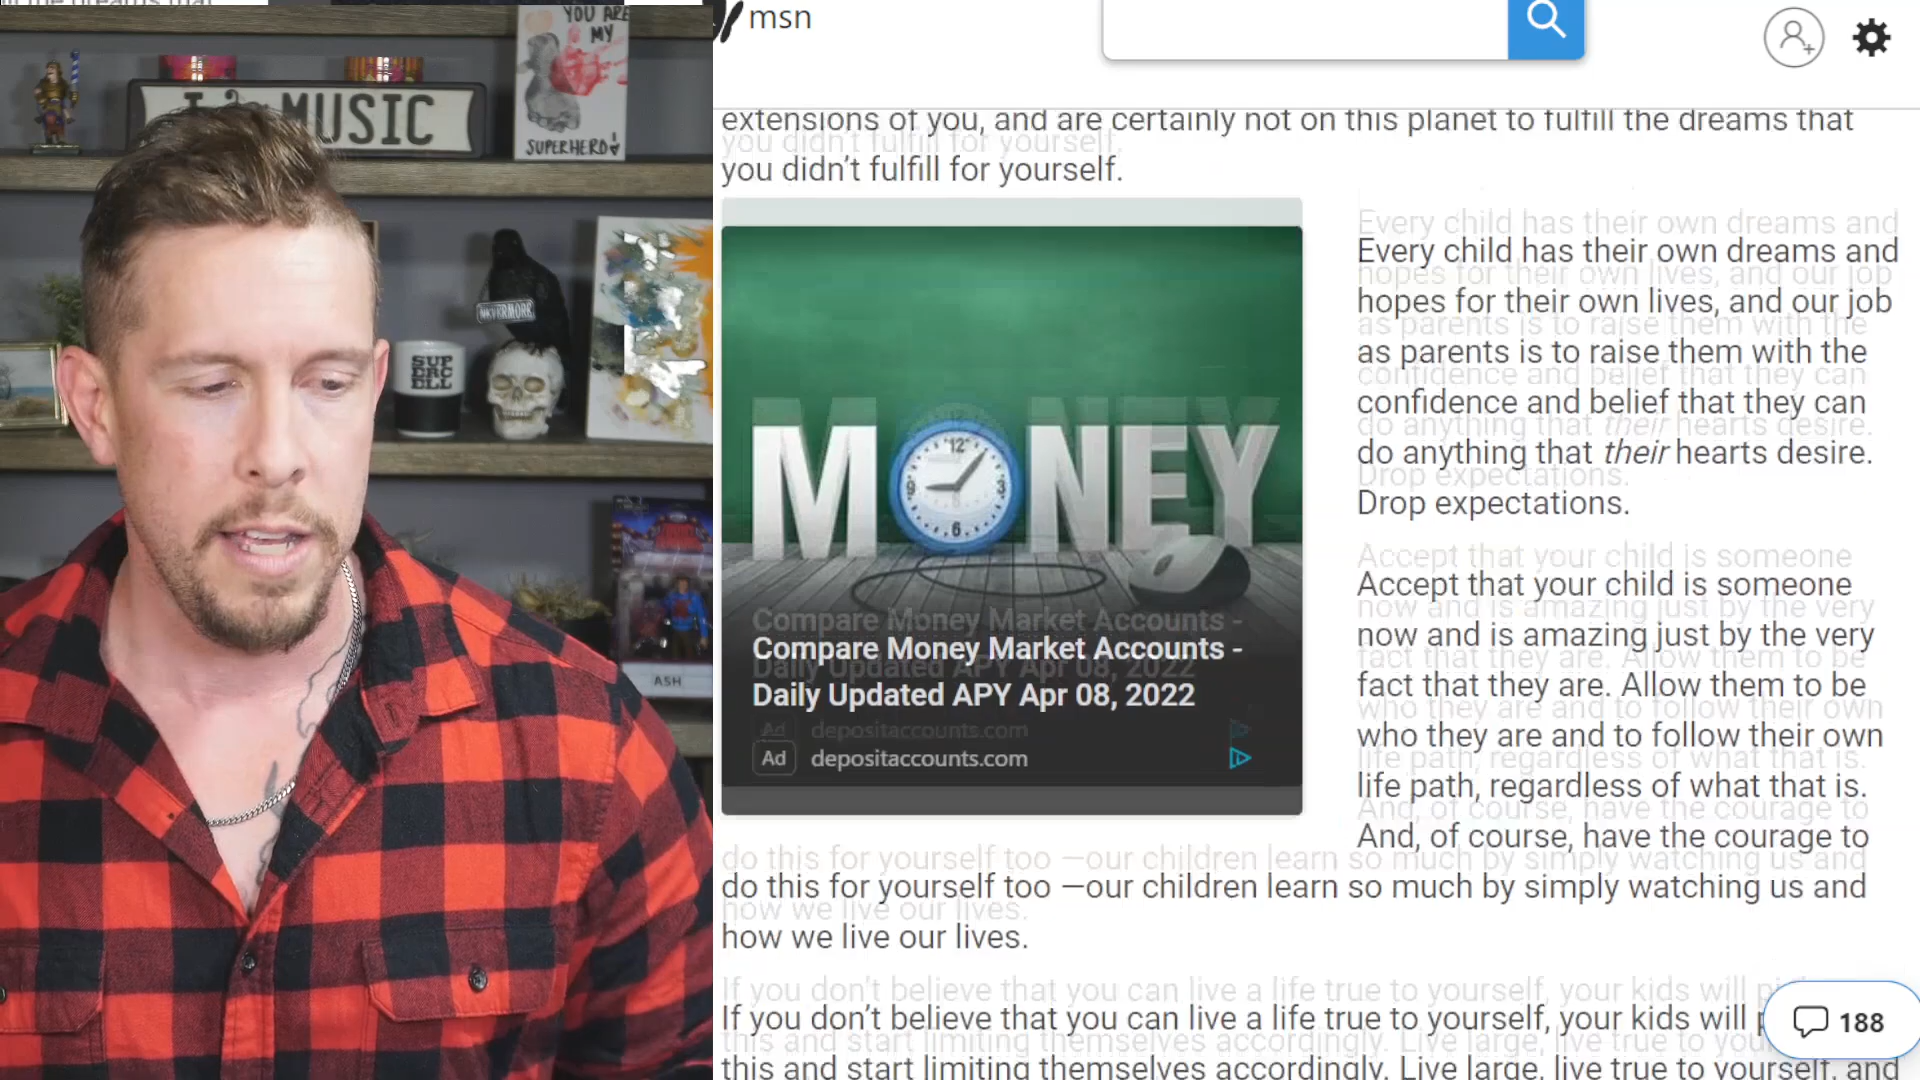 YOU ARE
MY
MUSIC
SUPERHERO
NEVERMORE
SUP
ERC
ELL
ASH
msn
extensions of you, and are certainly not on this planet to fulfill the dreams that
you didn’t fulfill for yourself.
Every child has their own dreams and
hopes for their own lives, and our job
as parents is to raise them with the
confidence and belief that they can
do anything that their hearts desire.
Drop expectations.
MONEY
12
3
6
9
Compare Money Market Accounts -
Daily Updated APY Apr 08, 2022
Ad depositaccounts.com
Accept that your child is someone
now and is amazing just by the very
fact that they are. Allow them to be
who they are and to follow their own
life path, regardless of what that is.
And, of course, have the courage to
do this for yourself too —our children learn so much by simply watching us and
how we live our lives.
If you don’t believe that you can live a life true to yourself, your kids will
this and start limiting themselves accordingly. Live large, live true to yourself, and
188